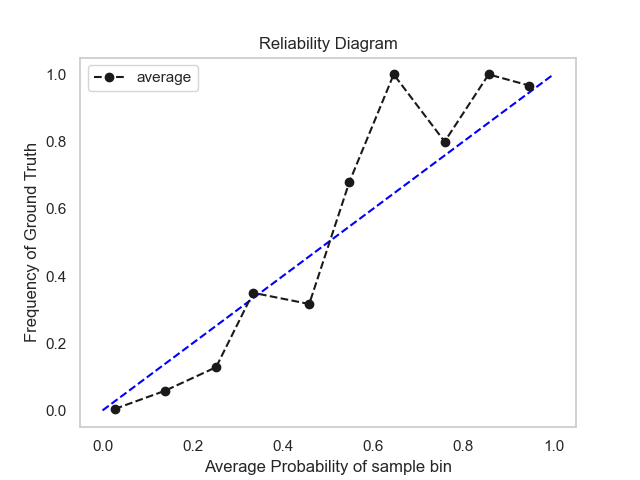 Reliability Diagram
average
Frequency of Ground Truth
1.0
0.8
0.6
0.4
0.2
0.0
0.0 0.2 0.4 0.6 0.8 1.0
Average Probability of sample bin